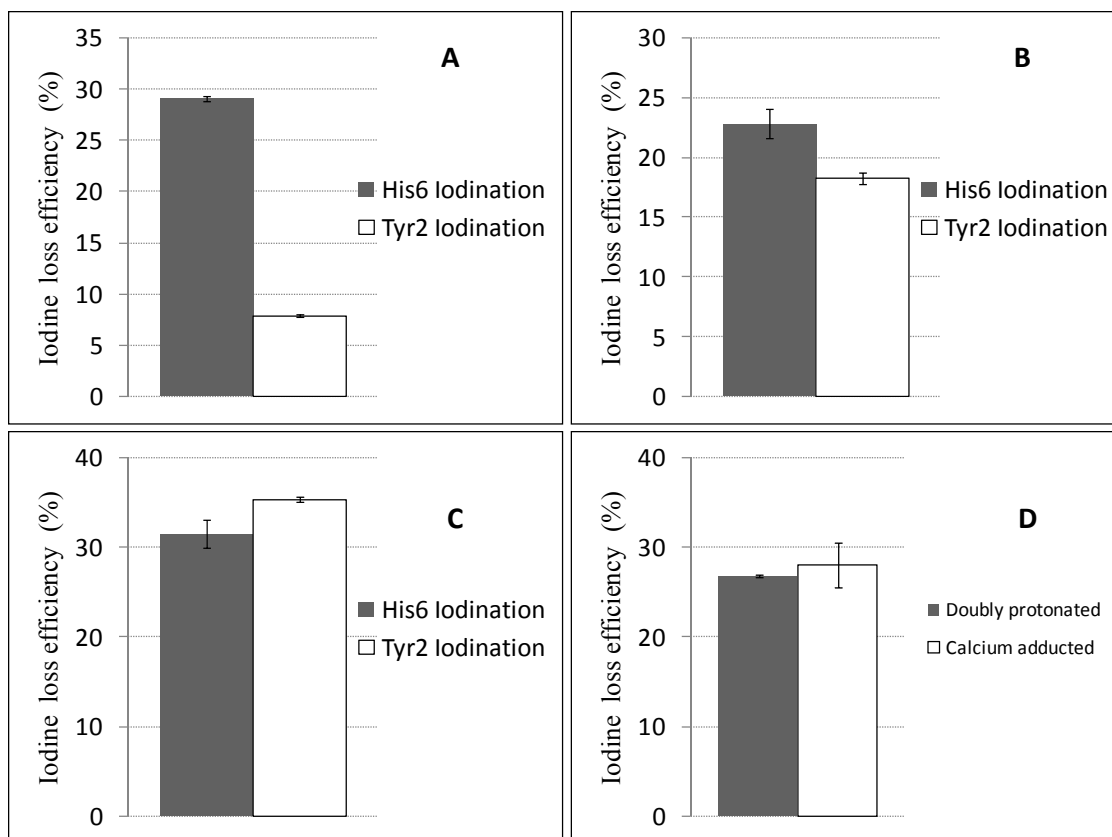 A
Iodine loss efficiency (%)
35
30
25
20
15
10
5
0
His6 Iodination
Tyr2 Iodination
B
Iodine loss efficiency (%)
30
25
20
15
10
5
0
His6 Iodination
Tyr2 Iodination
C
Iodine loss efficiency (%)
40
30
20
10
0
His6 Iodination
Tyr2 Iodination
D
Iodine loss efficiency (%)
40
30
20
10
0
Doubly protonated
Calcium adducted